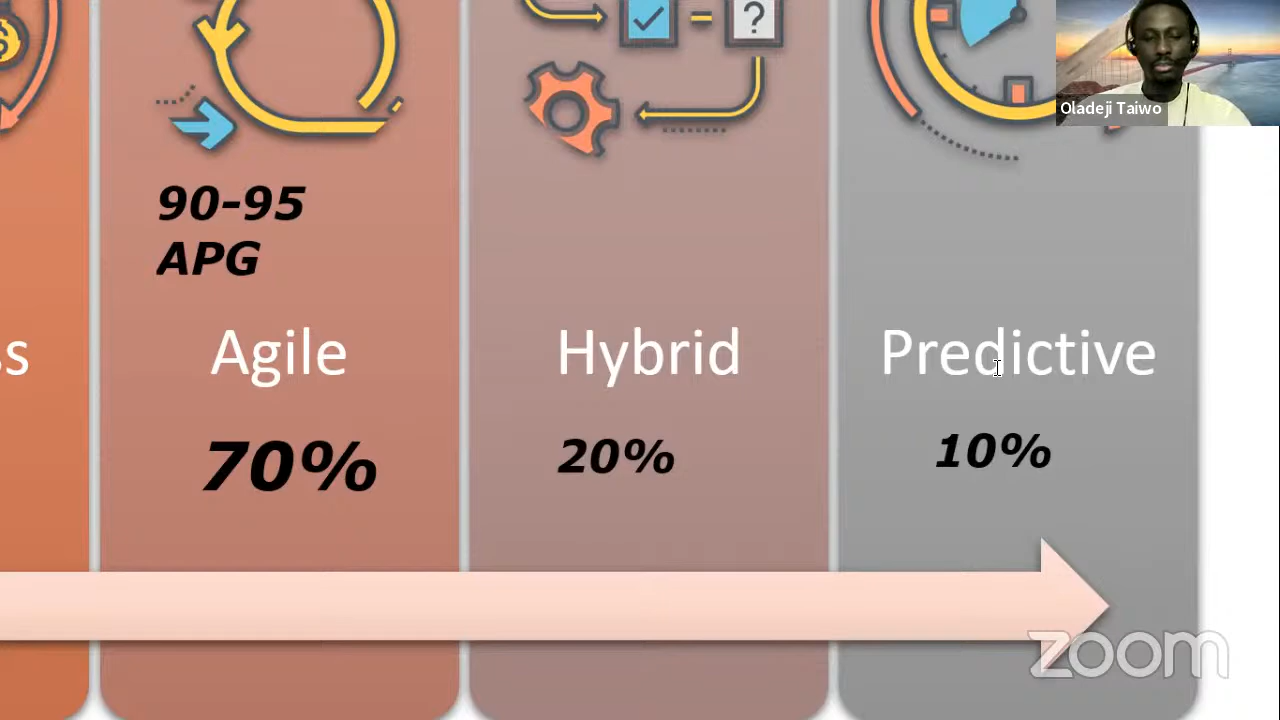 Oladeji Taiwo
90-95
APG
ss
Agile
Hybrid
Predictive
70%
20%
10%
zoom